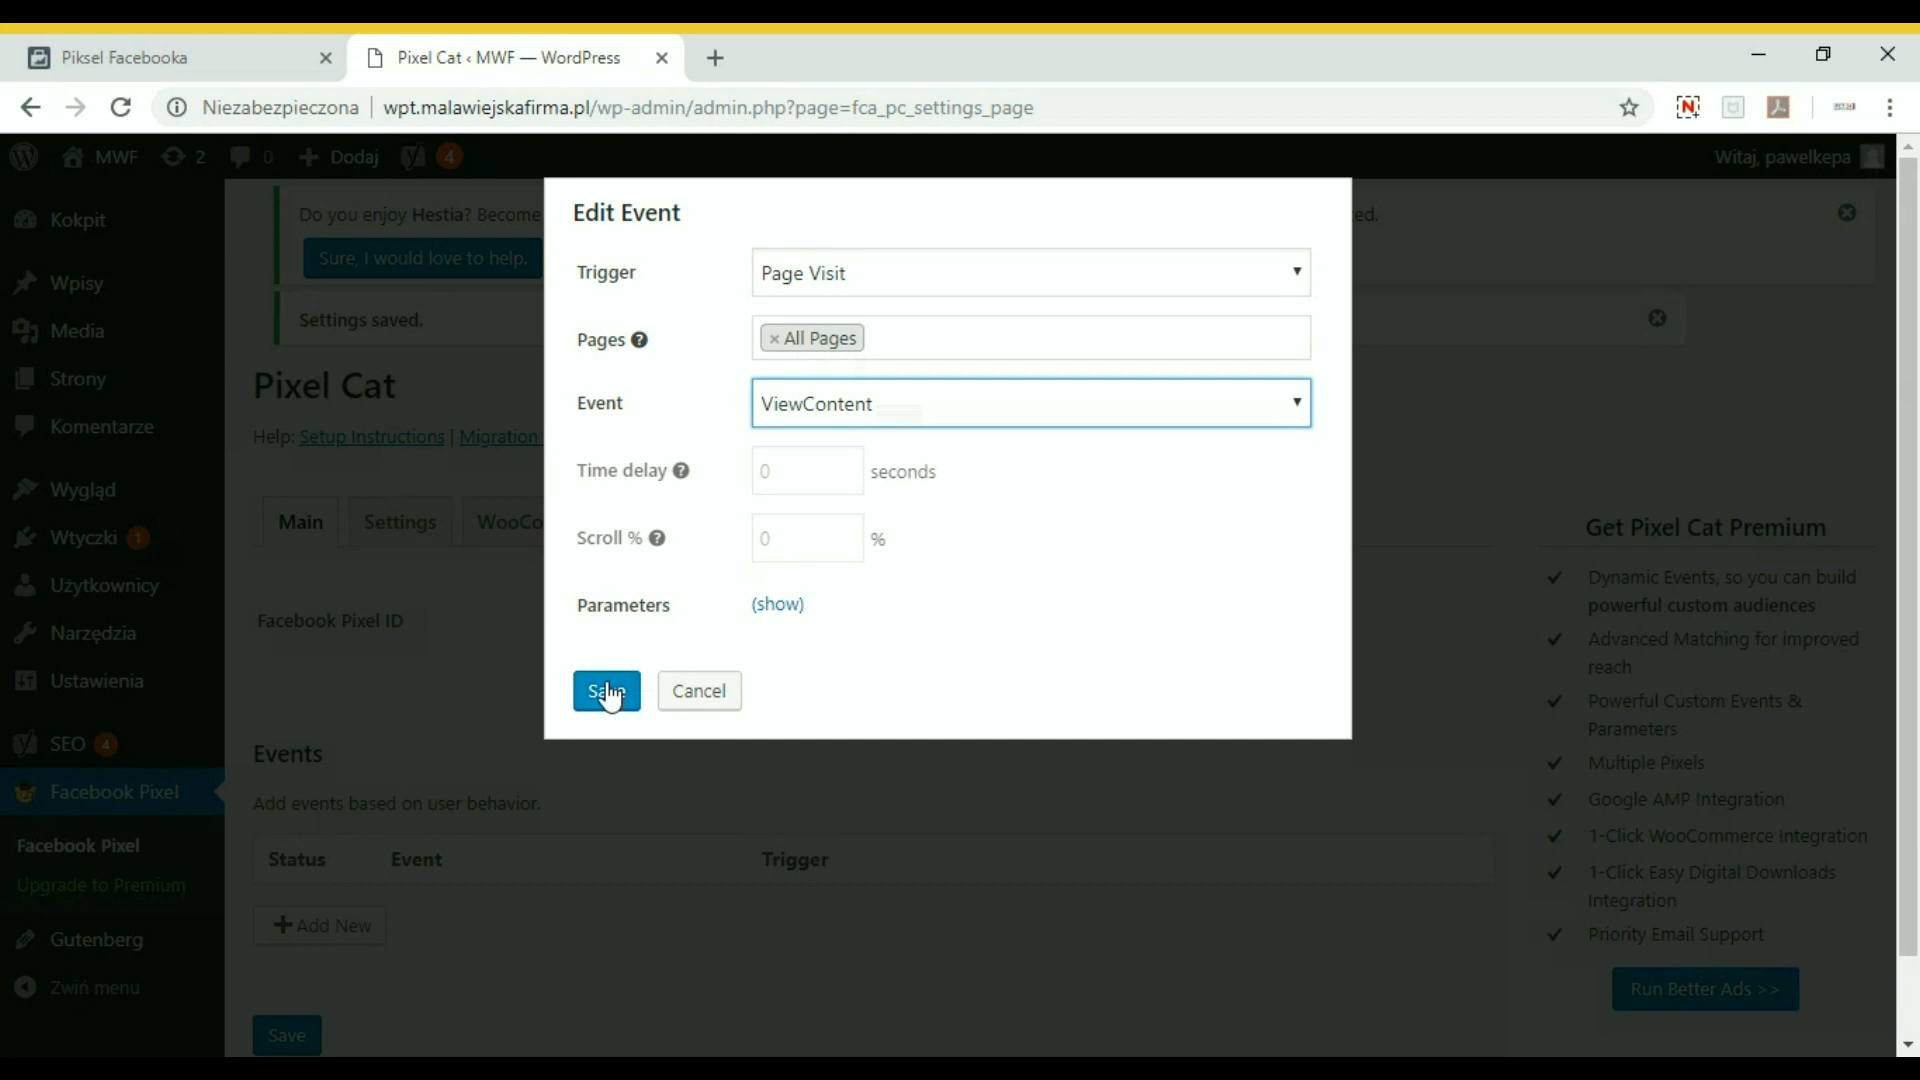 Piksel Facebooka
Pixel Cat ‹ MWF — WordPress
Niezabezpieczona
wpt.malawiejskafirma.pl/wp-admin/admin.php?page=fca_pc_settings_page
MWF 2 0 Dodaj 4
Witaj, pawelkepa
Kokpit
Wpisy
Media
Strony
Komentarze
Wygląd
Wtyczki 1
Użytkownicy
Narzędzia
Ustawienia
SEO 4
Facebook Pixel
Facebook Pixel
Upgrade to Premium
Gutenberg
Zwiń menu
Do you enjoy Hestia? Become
ed.
Sure, I would love to help.
Settings saved.
Pixel Cat
Help: Setup Instructions | Migration
Main Settings WooCo
Facebook Pixel ID
Edit Event
Trigger Page Visit
Pages ? × All Pages
Event ViewContent
Time delay ? 0 seconds
Scroll % ? 0 %
Parameters (show)
Cancel
Events
Add events based on user behavior.
Status Event Trigger
+ Add New
Save
Get Pixel Cat Premium
Dynamic Events, so you can build
powerful custom audiences
Advanced Matching for improved
reach
Powerful Custom Events &
Parameters
Multiple Pixels
Google AMP Integration
1-Click WooCommerce Integration
1-Click Easy Digital Downloads
Integration
Priority Email Support
Run Better Ads >>